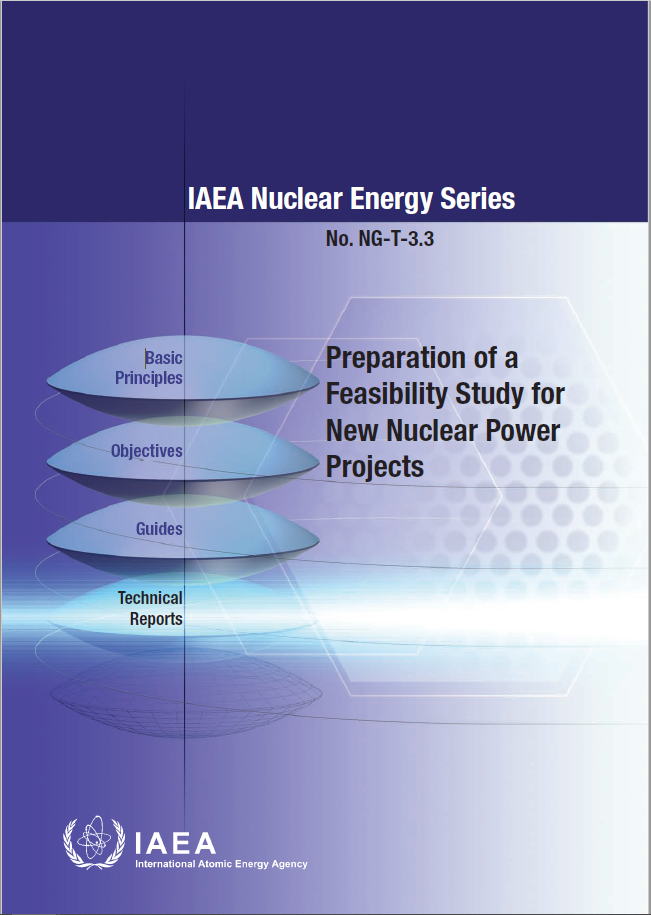 IAEA Nuclear Energy Series
No. NG-T-3.3
Basic
Principles
Preparation of a
Feasibility Study for
New Nuclear Power
Projects
Objectives
Guides
Technical
Reports
IAEA
International Atomic Energy Agency